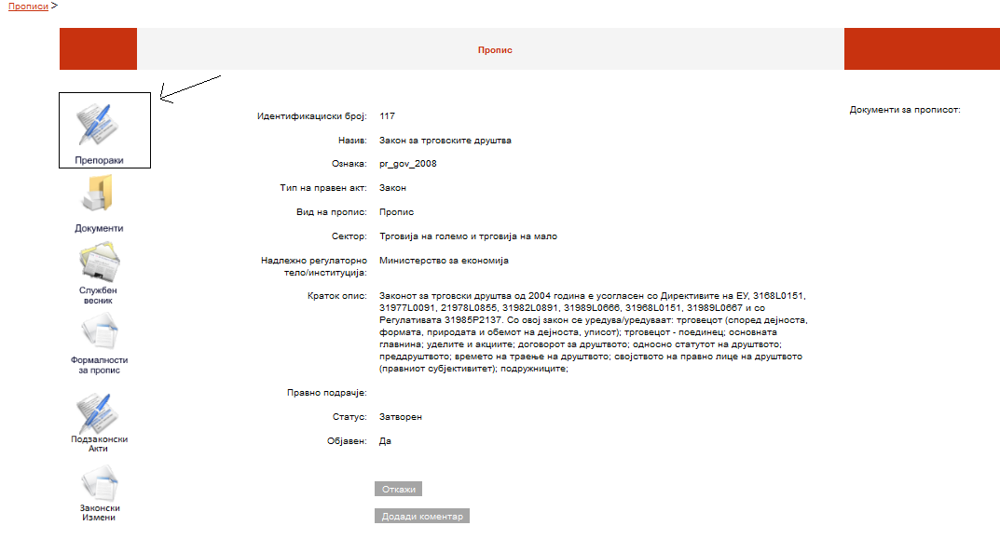 Прописи >
Пропис
Препораки
Документи
Службен
весник
Формалности
за пропис
Подзаконски
Акти
Законски
Измени
Идентификациски број: 117
Назив: Закон за трговските друштва
Ознака: pr_gov_2008
Тип на правен акт: Закон
Вид на пропис: Пропис
Сектор: Трговија на големо и трговија на мало
Надлежно регулаторно Министерство за економија
тело/институција:
Краток опис: Законот за трговски друштва од 2004 година е усогласен со Директивите на ЕУ, 3168L0151,
31977L0091, 21978L0855, 31982L0891, 31989L0666, 31968L0151, 31989L0667 и со
Регулативата 31985P2137. Со овој закон се уредува/уредуваат: трговецот (според дејноста,
формата, природата и обемот на дејноста, уписот); трговецот - поединец; основната
главнина; уделите и акциите; договорот за друштвото; односно статутот на друштвото;
преддруштвото; времето на траење на друштвото; својството на правно лице на друштвото
(правниот субјективитет); подружниците;
Правно подрачје:
Статус: Затворен
Објавен: Да
Откажи
Додади коментар
Документи за прописот: